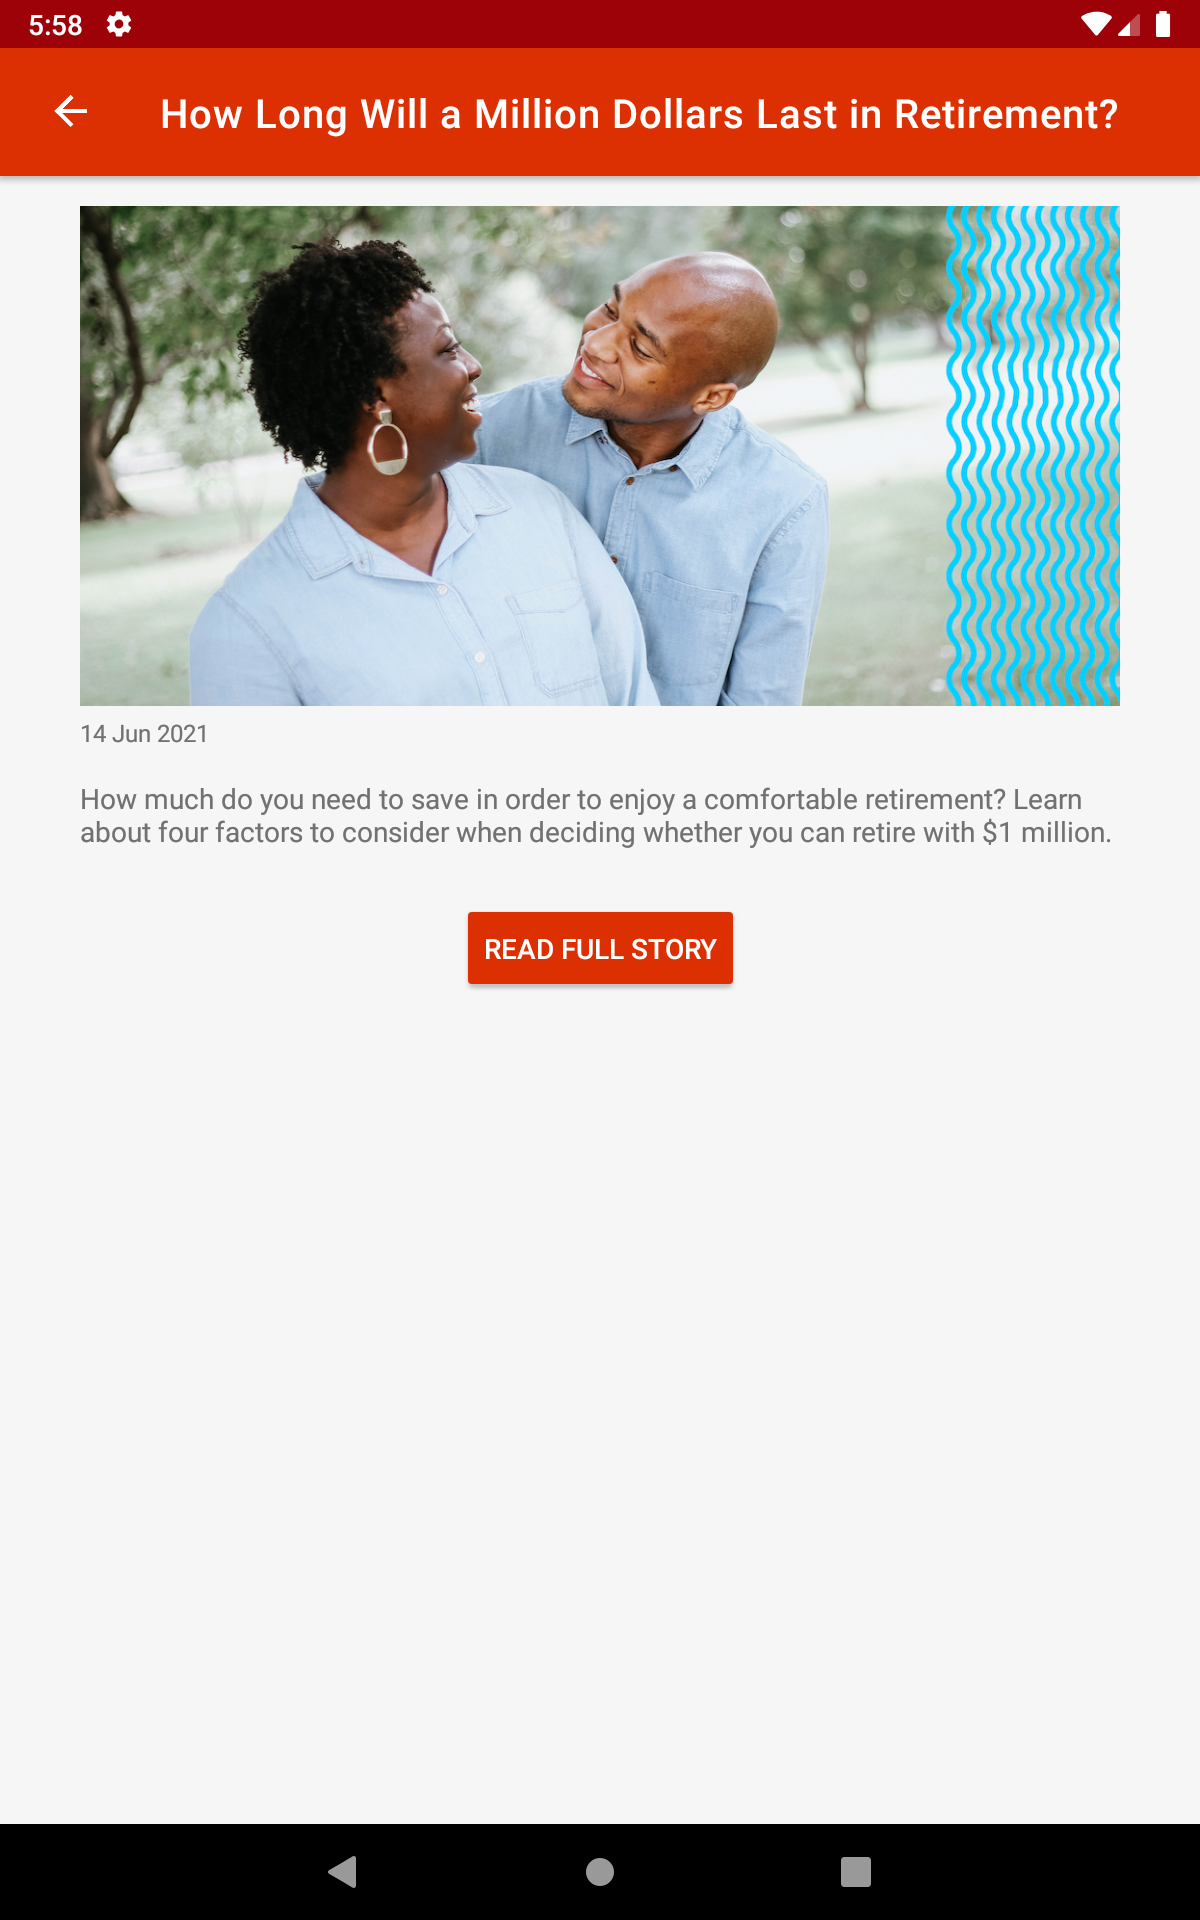 5:58
How Long Will a Million Dollars Last in Retirement?
14 Jun 2021
How much do you need to save in order to enjoy a comfortable retirement? Learn
about four factors to consider when deciding whether you can retire with $1 million.
READ FULL STORY